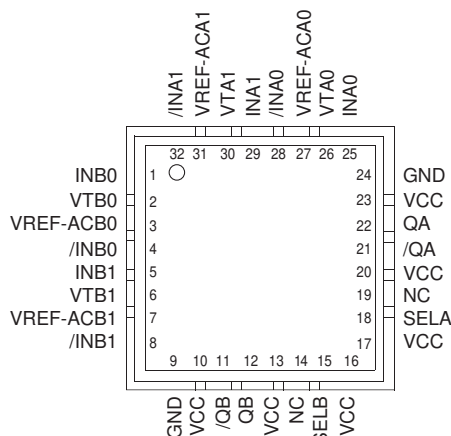 /INA1
VREF-ACA1
VTA1
INA1
/INA0
VREF-ACA0
VTA0
INA0
32 31 30 29 28 27 26 25
INB0 1 24 GND
VTB0 2 23 VCC
VREF-ACB0 3 22 QA
/INB0 4 21 /QA
INB1 5 20 VCC
VTB1 6 19 NC
VREF-ACB1 7 18 SELA
/INB1 8 17 VCC
9 10 11 12 13 14 15 16
GND
VCC
/QB
QB
VCC
NC
SELB
VCC